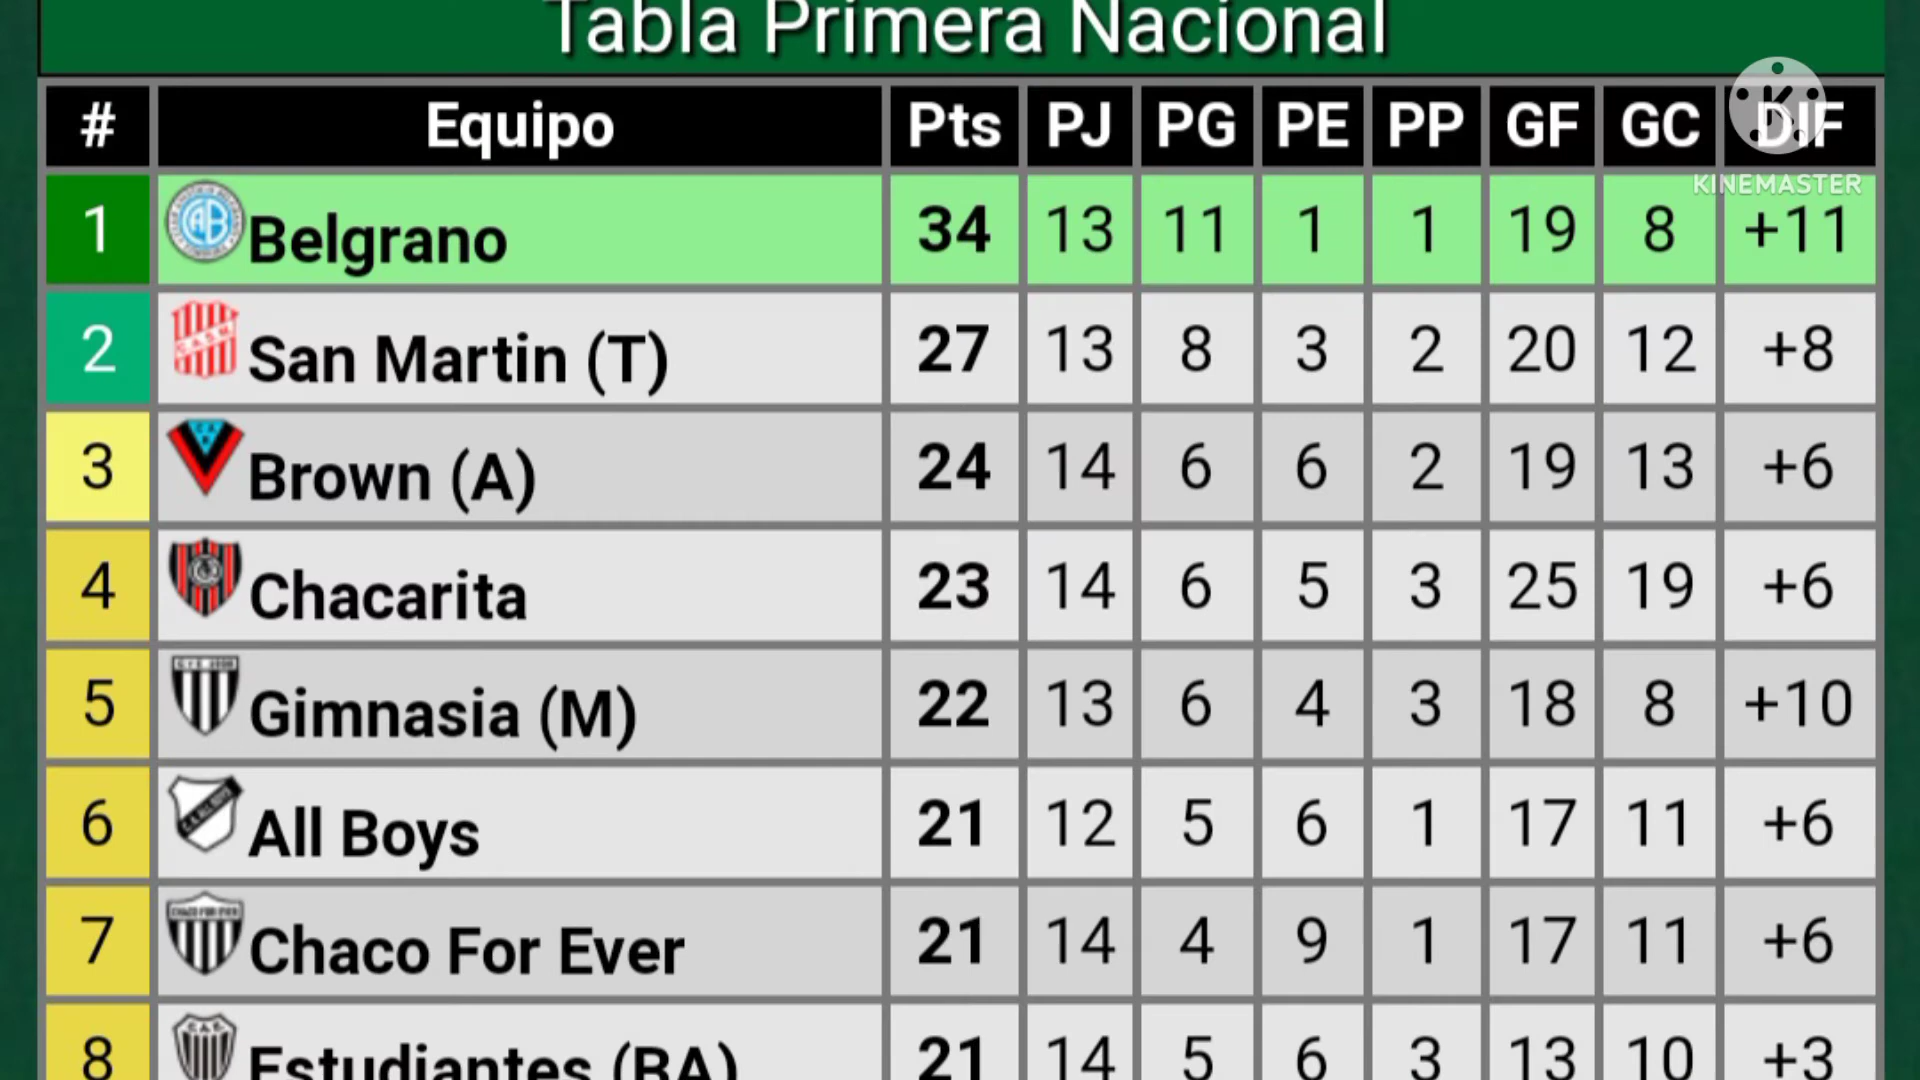 Tabla Primera Nacional
# Equipo Pts PJ PG PE PP GF GC DIF
KINEMASTER
1 Belgrano 34 13 11 1 1 19 8 +11
2 San Martin (T) 27 13 8 3 2 20 12 +8
3 Brown (A) 24 14 6 6 2 19 13 +6
4 Chacarita 23 14 6 5 3 25 19 +6
5 Gimnasia (M) 22 13 6 4 3 18 8 +10
6 All Boys 21 12 5 6 1 17 11 +6
7 Chaco For Ever 21 14 4 9 1 17 11 +6
8 Estudiantes (BA) 21 14 5 6 3 13 10 +3